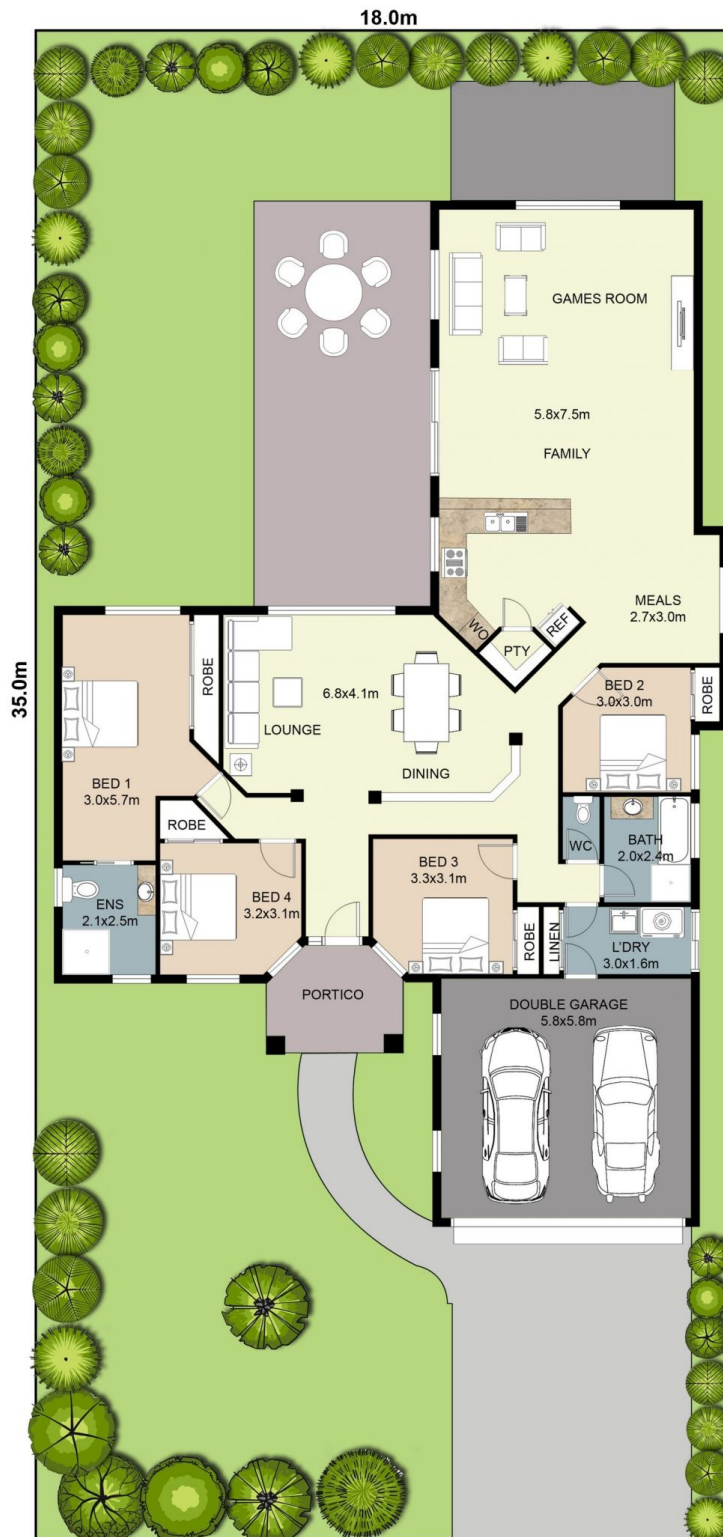 18.0m
35.0m
GAMES ROOM
5.8x7.5m
FAMILY
MEALS
2.7x3.0m
WO
PTY
REF
ROBE
6.8x4.1m
LOUNGE
DINING
BED 1
3.0x5.7m
BED 2
3.0x3.0m
ROBE
ROBE
BED 4
3.2x3.1m
BED 3
3.3x3.1m
WC
BATH
2.0x2.4m
ENS
2.1x2.5m
ROBE
LINEN
L'DRY
3.0x1.6m
PORTICO
DOUBLE GARAGE
5.8x5.8m